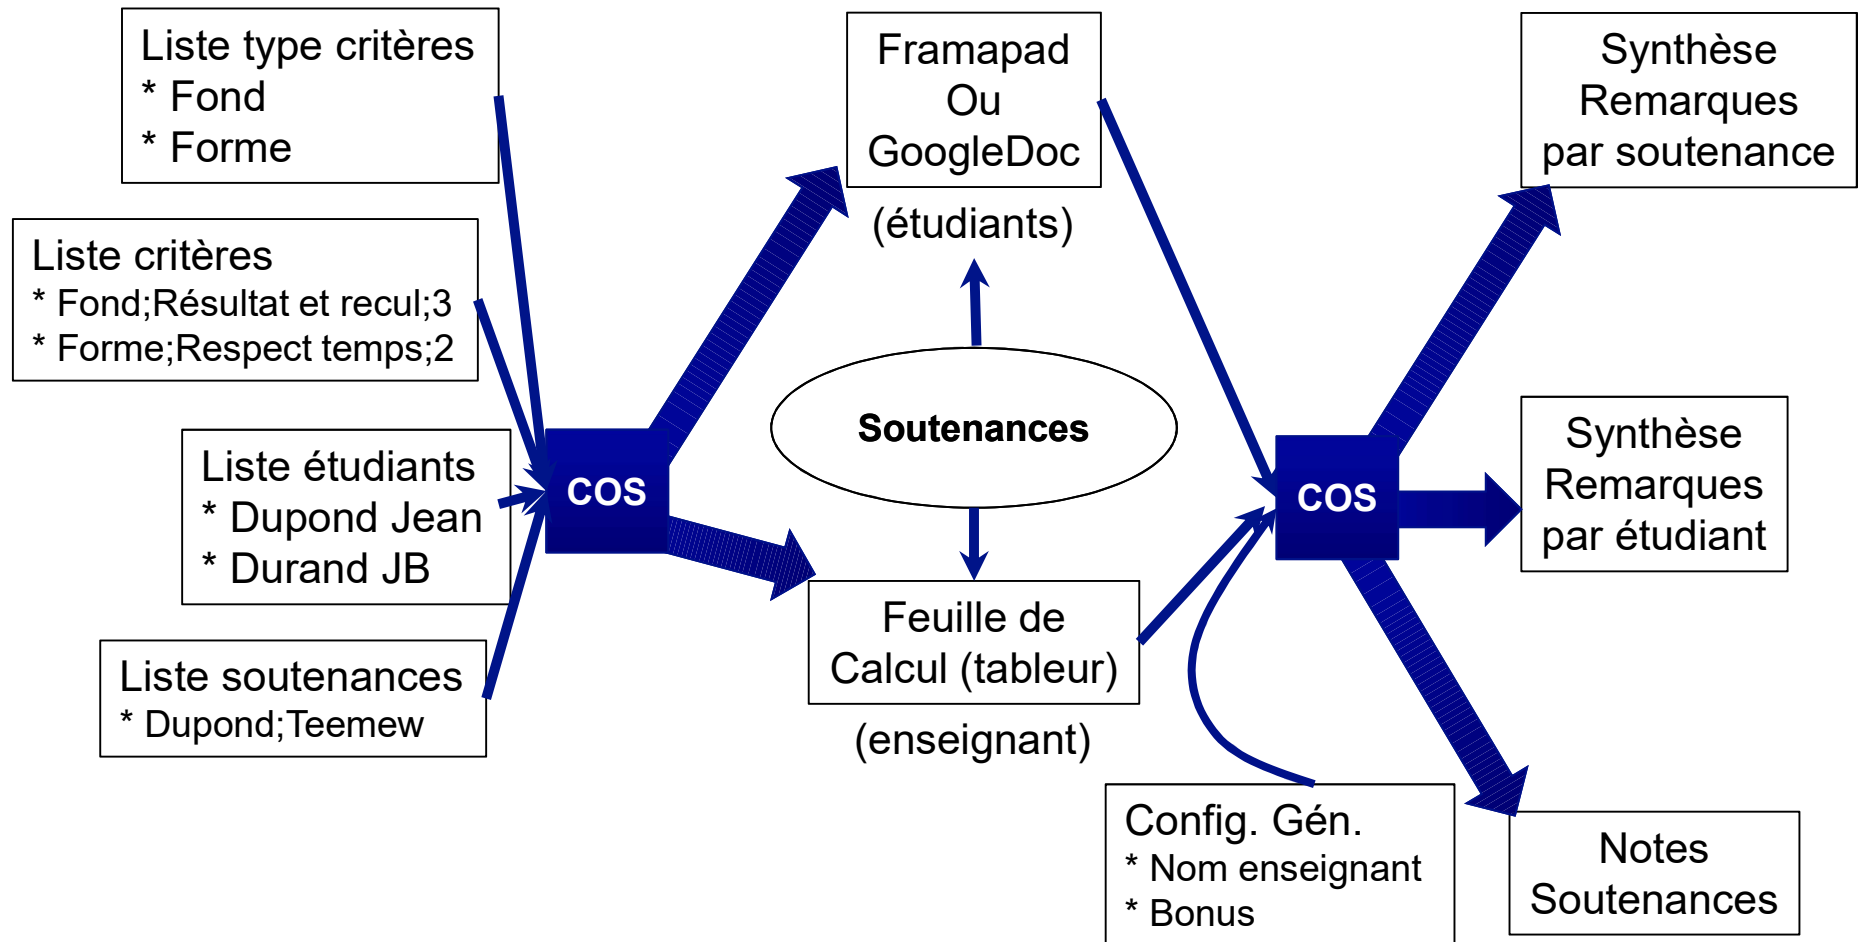 Liste type critères
* Fond
* Forme
Liste critères
* Fond;Résultat et recul;3
* Forme;Respect temps;2
Liste étudiants
* Dupond Jean
* Durand JB
Liste soutenances
* Dupond;Teemew
COS
Framapad
Ou
GoogleDoc
(étudiants)
Soutenances
Feuille de
Calcul (tableur)
(enseignant)
Config. Gén.
* Nom enseignant
* Bonus
COS
Synthèse
Remarques
par soutenance
Synthèse
Remarques
par étudiant
Notes
Soutenances